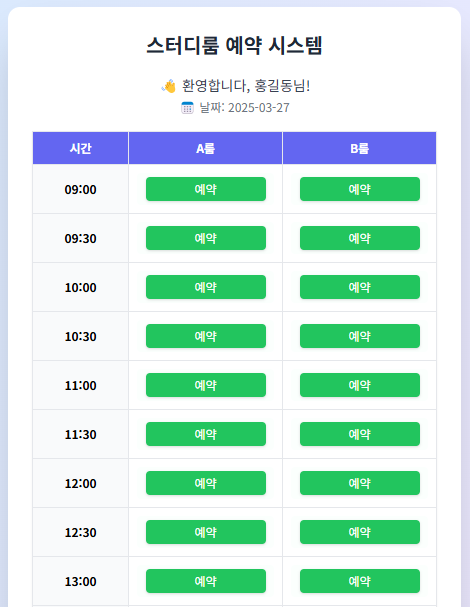 스터디룸 예약 시스템
👋 환영합니다, 홍길동님!
📅 날짜: 2025-03-27
시간 A룸 B룸
09:00 예약 예약
09:30 예약 예약
10:00 예약 예약
10:30 예약 예약
11:00 예약 예약
11:30 예약 예약
12:00 예약 예약
12:30 예약 예약
13:00 예약 예약